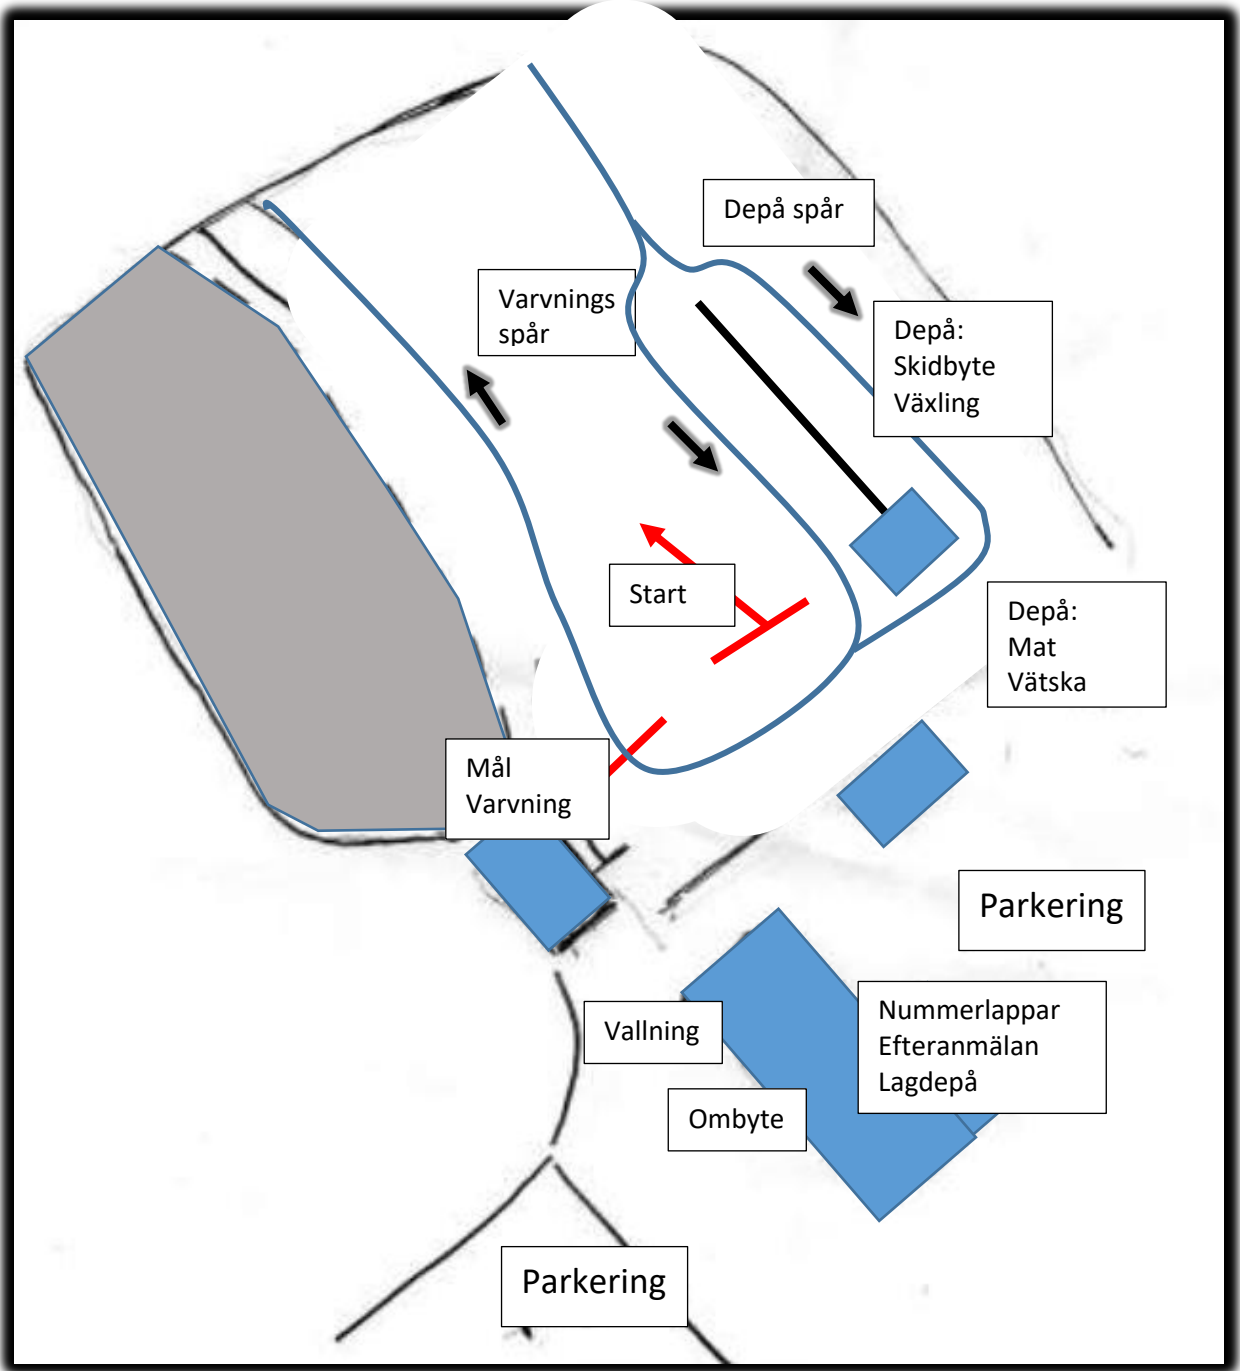 Depå spår
Varvnings
spår
Depå:
Skidbyte
Växling
Start
Depå:
Mat
Vätska
Mål
Varvning
Parkering
Nummerlappar
Efteranmälan
Lagdepå
Vallning
Ombyte
Parkering